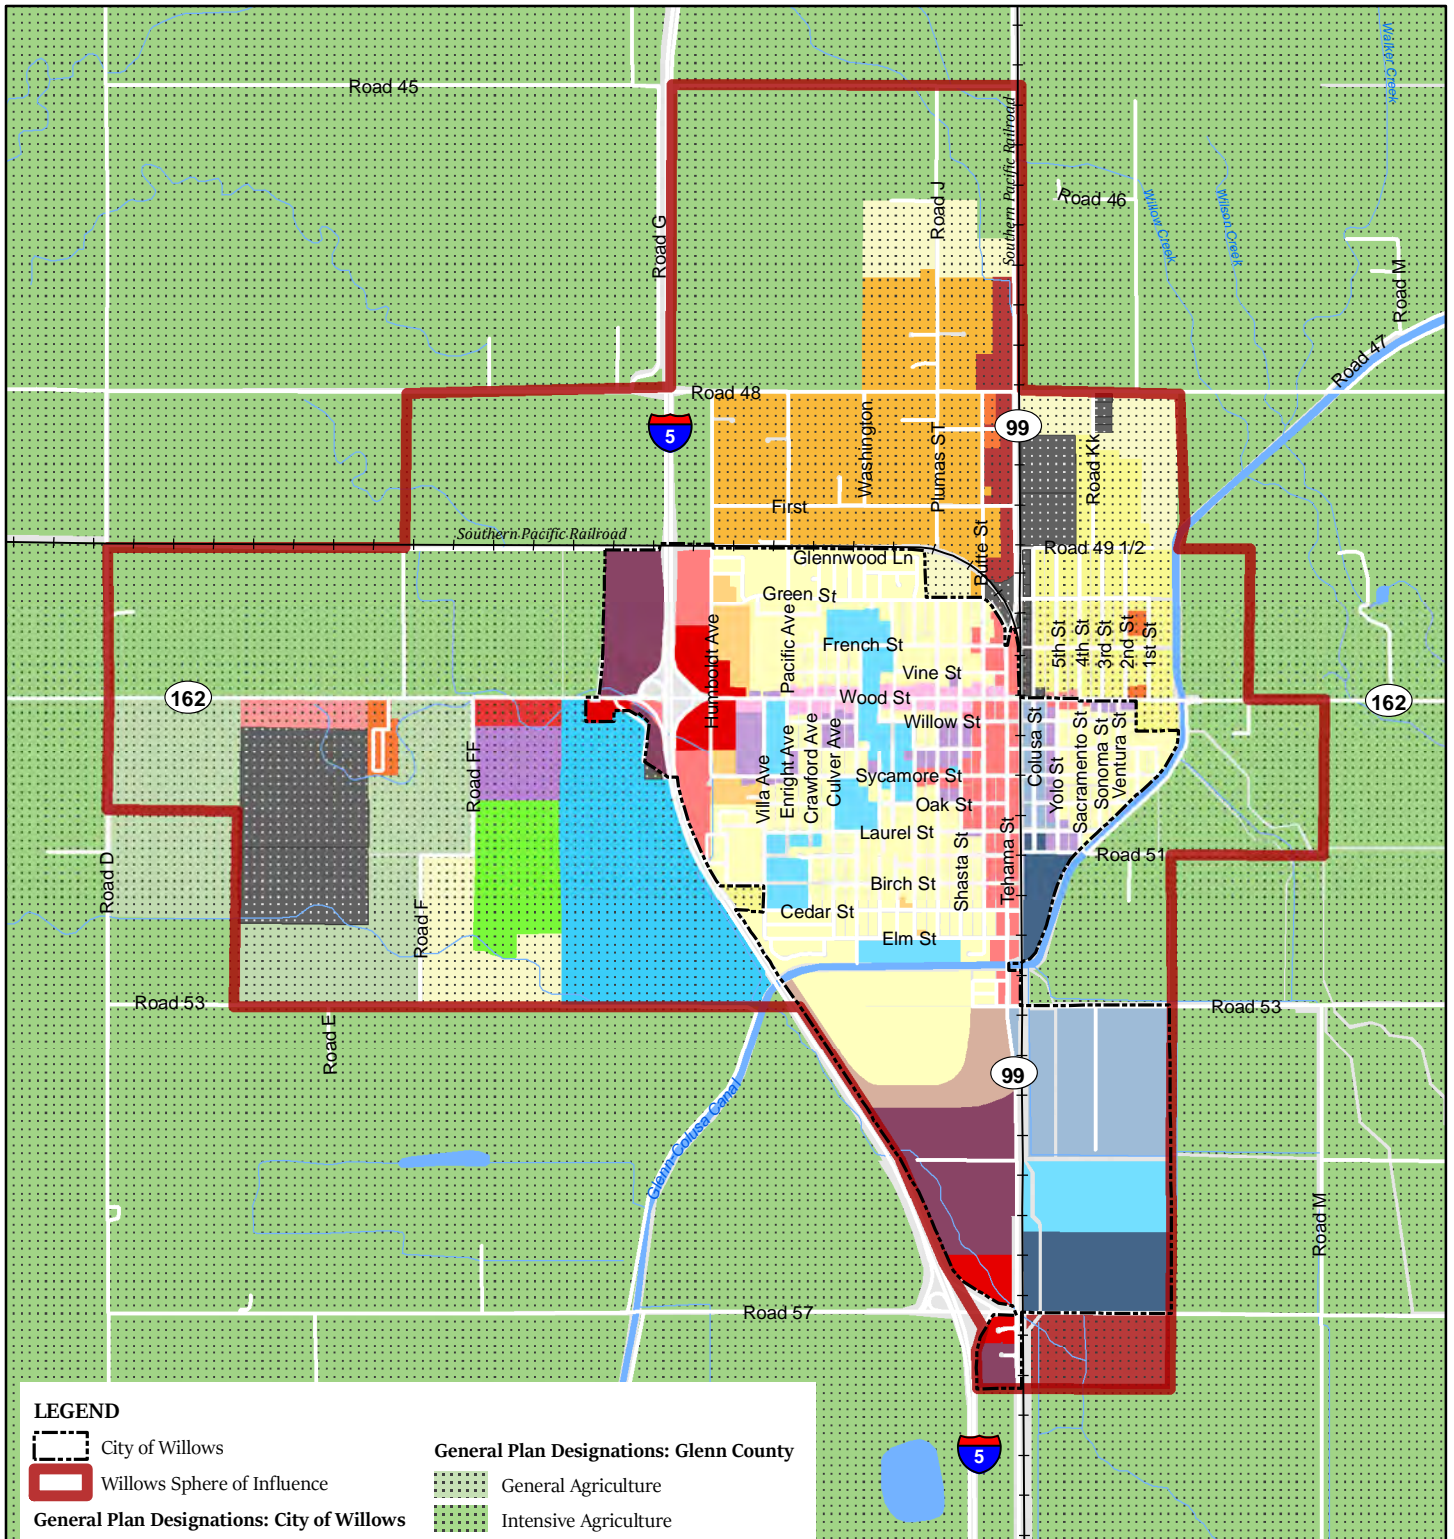 Walker Creek
Road 45
Southern Pacific Railroad
Road J
Road 46
Willow Creek
Wilson Creek
Road G
Road M
Road 47
Road 48
5
99
Washington
Plumas ST
Road Kk
First
Southern Pacific Railroad
Butte St
Road 49 1/2
Glennwood Ln
Green St
Pacific Ave
Humboldt Ave
French St
5th St
4th St
3rd St
2nd St
1st St
Vine St
162
Wood St
162
Willow St
Colusa St
Yolo St
Sacramento St
Sonoma St
Ventura St
Road FF
Villa Ave
Enright Ave
Crawford Ave
Culver Ave
Sycamore St
Oak St
Laurel St
Shasta St
Tehama St
Road 51
Road D
Birch St
Road F
Cedar St
Elm St
Road 53
Road E
Road 53
99
Glenn-Colusa Canal
Road M
Road 57
5
LEGEND
City of Willows
Willows Sphere of Influence
General Plan Designations: City of Willows
General Plan Designations: Glenn County
General Agriculture
Intensive Agriculture